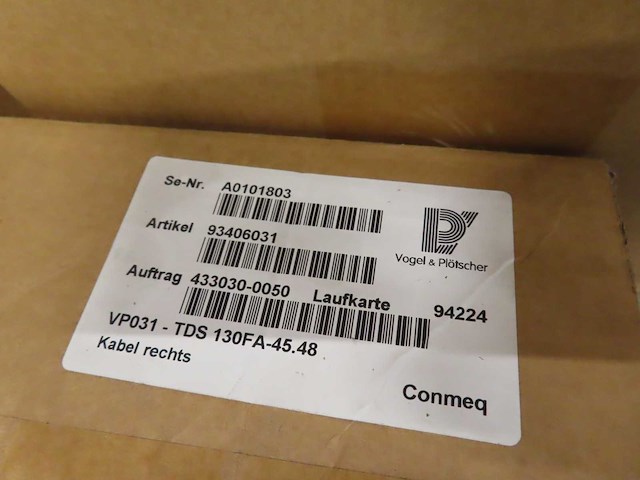 Se-Nr. A0101803
Artikel 93406031
Vogel & Plötscher
Auftrag 433030-0050 Laufkarte 94224
VP031 - TDS 130FA-45.48
Kabel rechts
Conmeq